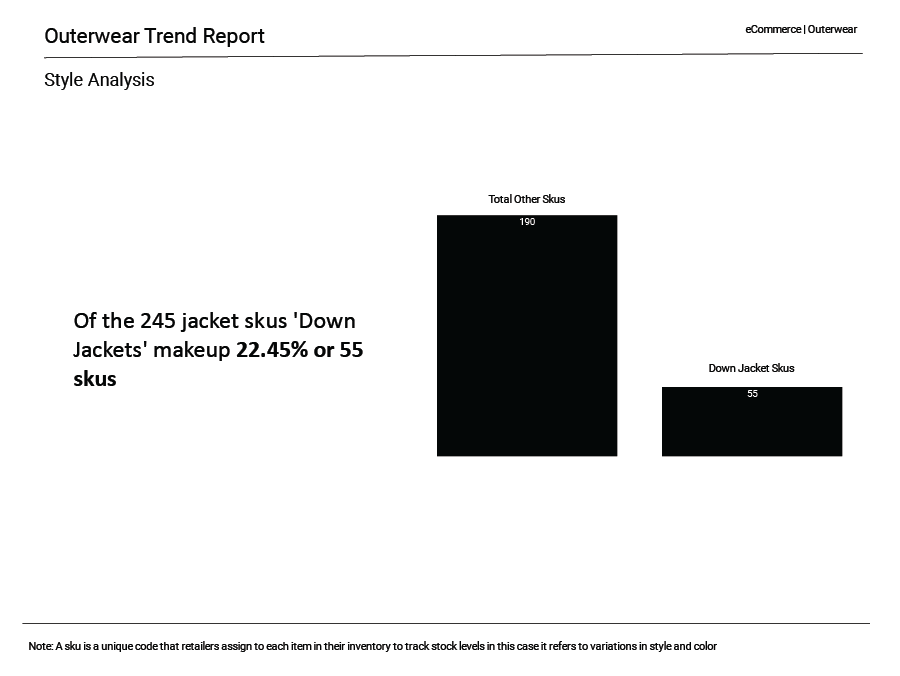 Outerwear Trend Report
eCommerce | Outerwear
Style Analysis
Total Other Skus
190
Of the 245 jacket skus 'Down
Jackets' makeup 22.45% or 55
skus
Down Jacket Skus
55
Note: A sku is a unique code that retailers assign to each item in their inventory to track stock levels in this case it refers to variations in style and color